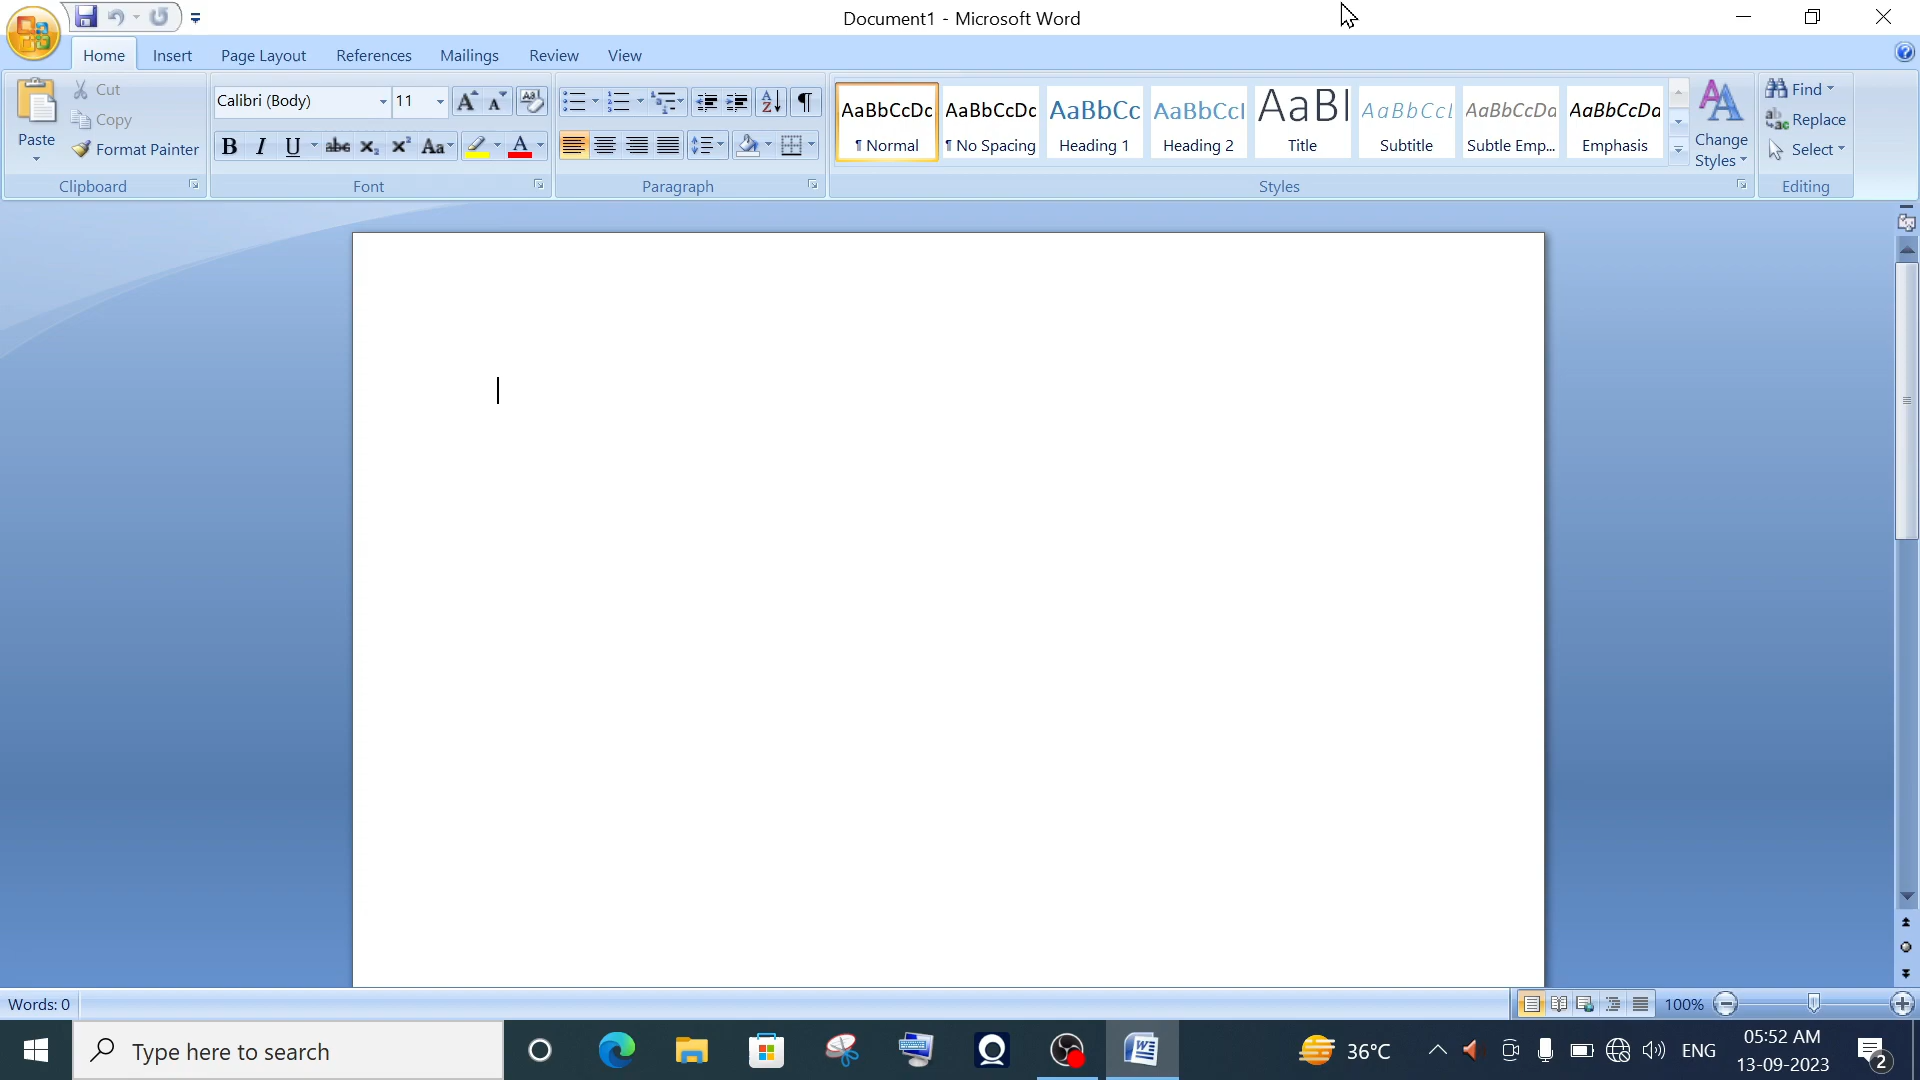 Document1 - Microsoft Word
Home Insert Page Layout References Mailings Review View
Paste
Cut
Copy
Format Painter
Clipboard
Calibri (Body) 11
Font
Paragraph
AaBbCcDc AaBbCcDc AaBbCc AaBbCcI AaBI AaBbCcL AaBbCcDa AaBbCcDa
¶ Normal ¶ No Spacing Heading 1 Heading 2 Title Subtitle Subtle Emp... Emphasis
Change
Styles
Styles
Find
Replace
Select
Editing
Words: 0
100%
Type here to search
36°C
ENG
05:52 AM
13-09-2023
2